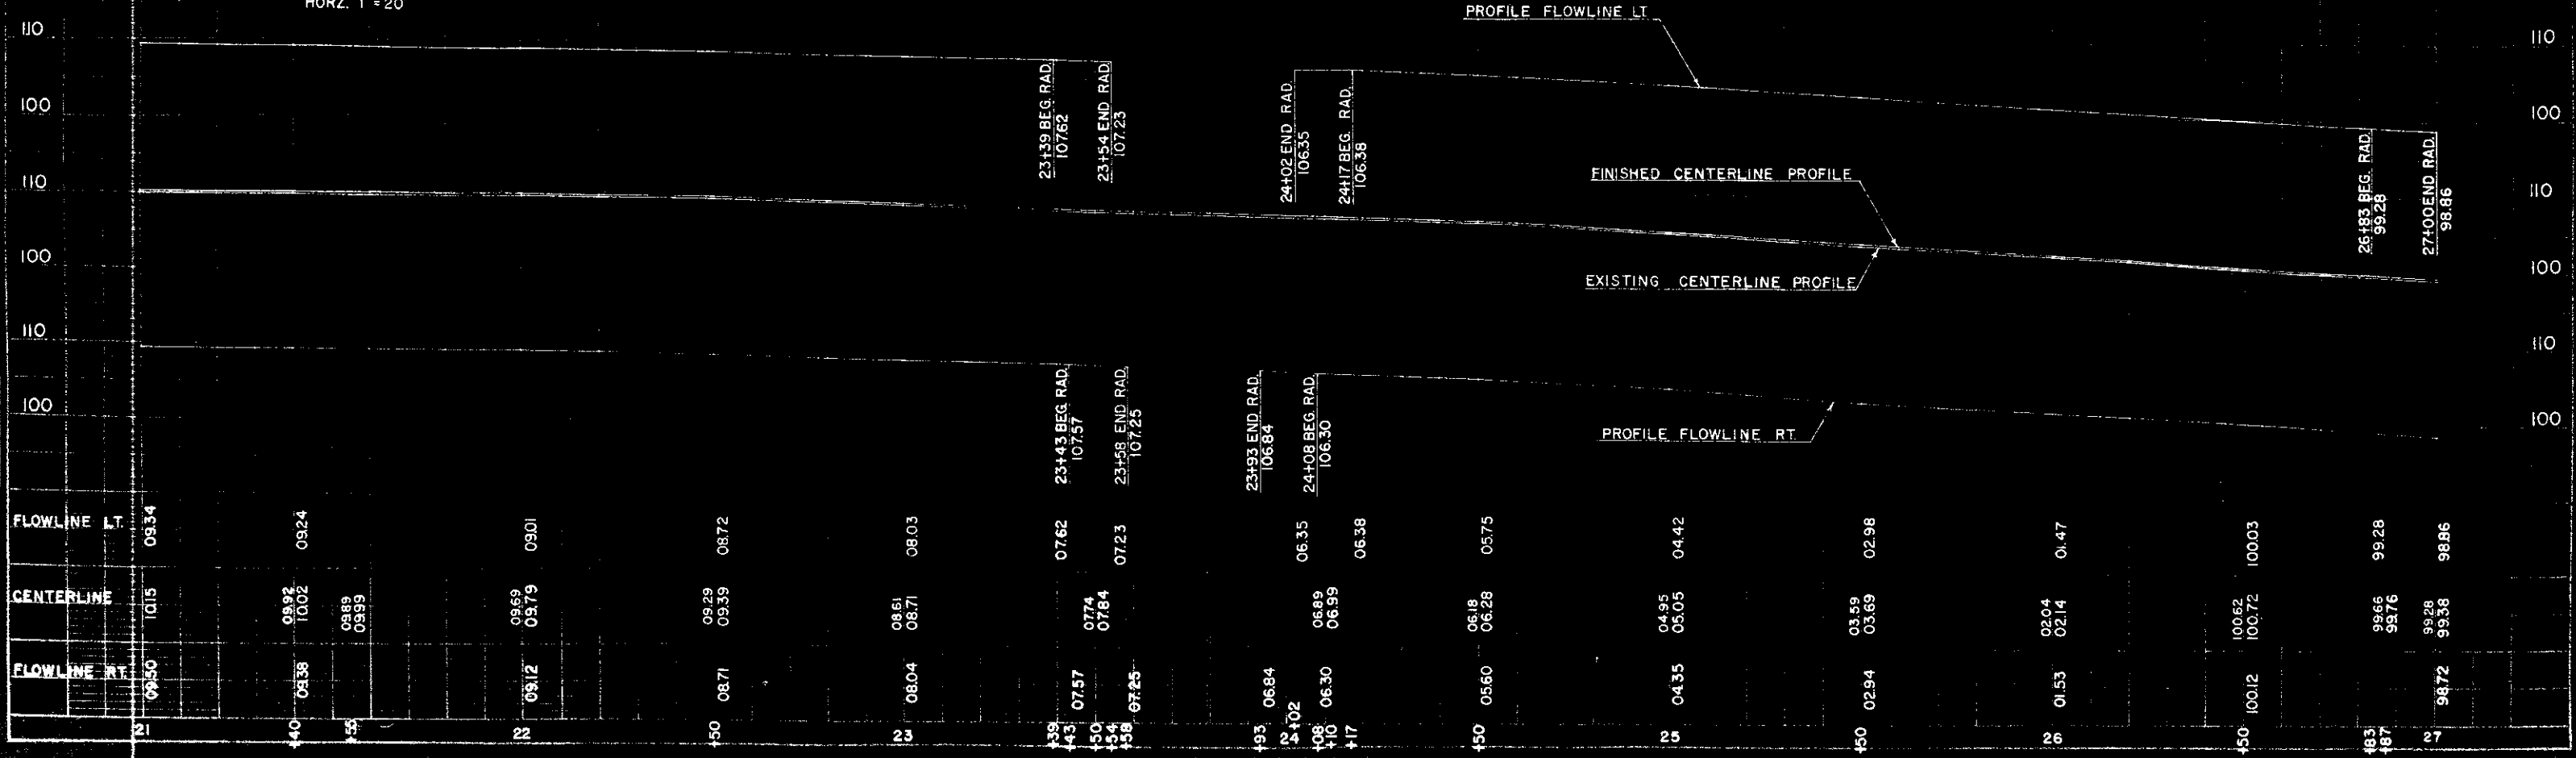 HORZ. 1"=20'
PROFILE FLOWLINE LT.
110
110
100
100
23+39 BEG. RAD.
107.62
23+54 END RAD.
107.23
24+02 END RAD.
106.35
24+17 BEG. RAD.
106.38
26+83 BEG. RAD.
99.28
27+00 END RAD.
98.86
110
110
FINISHED CENTERLINE PROFILE
100
100
EXISTING CENTERLINE PROFILE
110
110
100
100
23+43 BEG. RAD.
107.57
23+58 END RAD.
107.25
23+93 END RAD.
106.84
24+08 BEG. RAD.
106.30
PROFILE FLOWLINE RT.
FLOWLINE LT. 09.34 09.24 09.01 08.72 08.03 07.62 07.23 06.35 06.38 05.75 04.42 02.98 01.47 100.03 99.28 98.86
CENTERLINE
09.92 09.89 09.69 09.29 08.61 07.74 06.89 06.18 04.95 03.59 02.04 100.62 99.66 99.28
10.15 10.02 09.99 09.79 09.39 08.71 07.84 06.99 06.28 05.05 03.69 02.14 100.72 99.76 99.38
FLOWLINE RT. 09.50 09.38 09.12 08.71 08.04 07.57 07.25 06.84 06.30 05.60 04.35 02.94 01.53 100.12 98.72
21 +40 22 +50 23 +39 +43 +50 +54 +58 +93 24+02 +08 +10 +17 +50 25 +50 26 +50 +83 +87 27